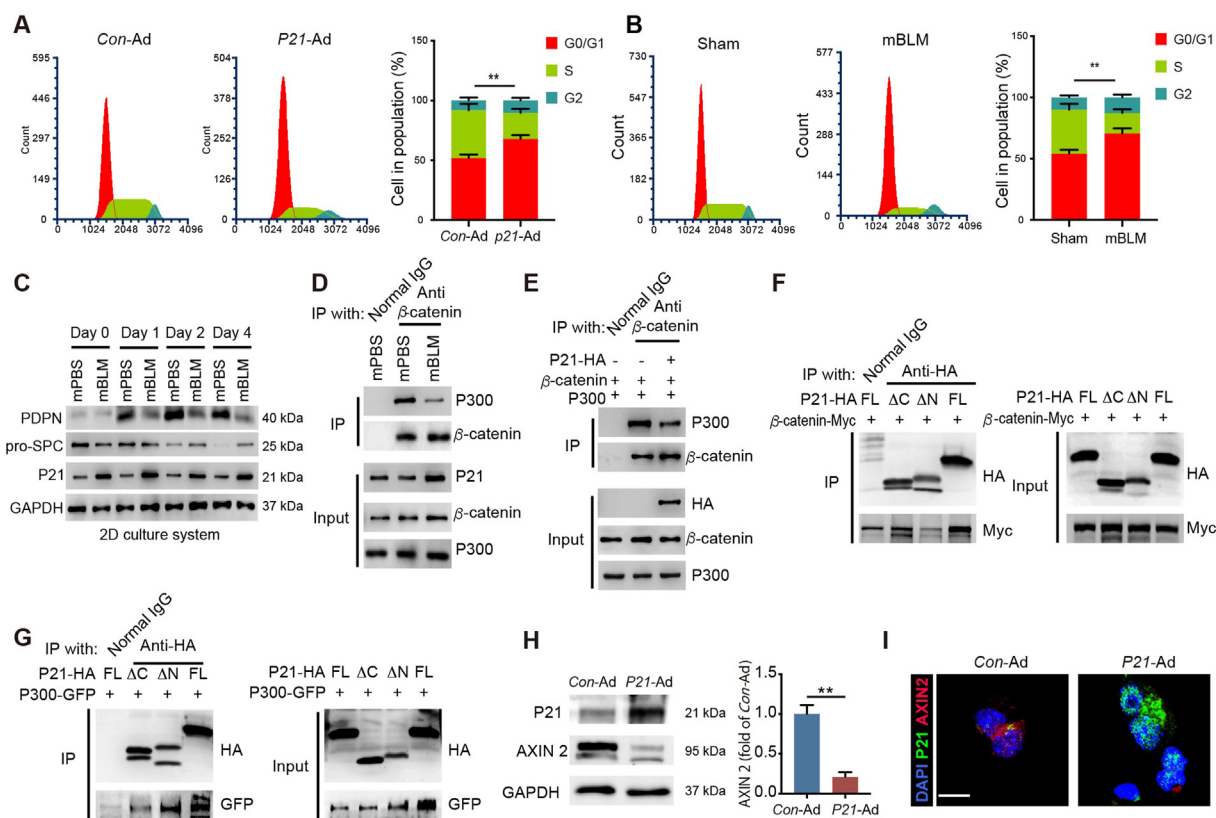 A
Con-Ad
P21-Ad
Count
595
446
297
149
0
0 1024 2048 3072 4096
Count
504
378
252
126
0
0 1024 2048 3072 4096
Cell in population (%)
150
100
50
0
**
Con-Ad p21-Ad
G0/G1
S
G2
B
Sham
mBLM
Count
730
547
365
182
0
0 1024 2048 3072 4096
Count
577
433
288
144
0
0 1024 2048 3072 4096
Cell in population (%)
150
100
50
0
**
Sham mBLM
G0/G1
S
G2
C
Day 0 Day 1 Day 2 Day 4
mPBS mBLM mPBS mBLM mPBS mBLM mPBS mBLM
PDPN 40 kDa
pro-SPC 25 kDa
P21 21 kDa
GAPDH 37 kDa
2D culture system
D
IP with: Normal IgG Anti β-catenin
mPBS mPBS mBLM
IP
P300
β-catenin
Input
P21
β-catenin
P300
E
IP with: Normal IgG Anti β-catenin
P21-HA - - +
β-catenin + + +
P300 + + +
IP
P300
β-catenin
Input
HA
β-catenin
P300
F
IP with: Normal IgG Anti-HA
P21-HA FL ΔC ΔN FL
β-catenin-Myc + + + +
IP
HA
Myc
P21-HA FL ΔC ΔN FL
β-catenin-Myc + + + +
Input
HA
Myc
G
IP with: Normal IgG Anti-HA
P21-HA FL ΔC ΔN FL
P300-GFP + + + +
IP
HA
GFP
P21-HA FL ΔC ΔN FL
P300-GFP + + + +
Input
HA
GFP
H
Con-Ad P21-Ad
P21 21 kDa
AXIN 2 95 kDa
GAPDH 37 kDa
AXIN 2 (fold of Con-Ad)
2.0
1.5
1.0
0.5
0.0
**
Con-Ad P21-Ad
I
Con-Ad
P21-Ad
DAPI P21 AXIN2